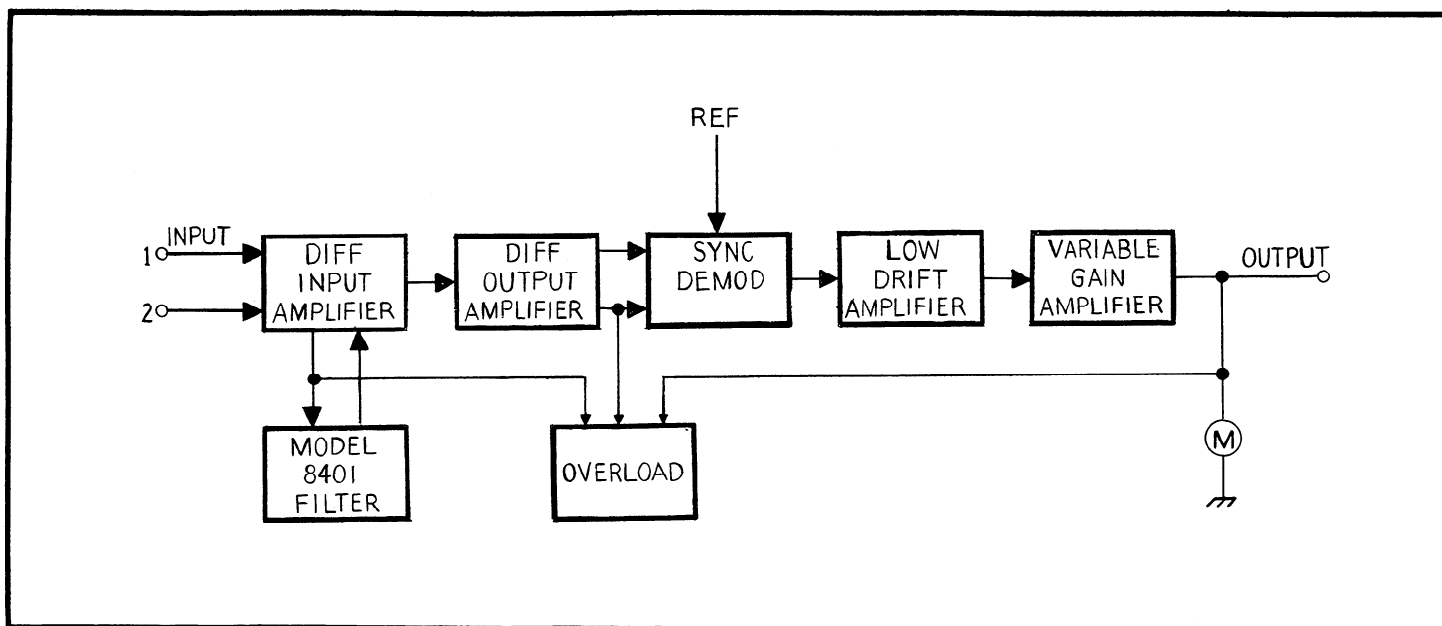 REF
INPUT
1
2
DIFF
INPUT
AMPLIFIER
DIFF
OUTPUT
AMPLIFIER
SYNC
DEMOD
LOW
DRIFT
AMPLIFIER
VARIABLE
GAIN
AMPLIFIER
OUTPUT
MODEL
8401
FILTER
OVERLOAD
M